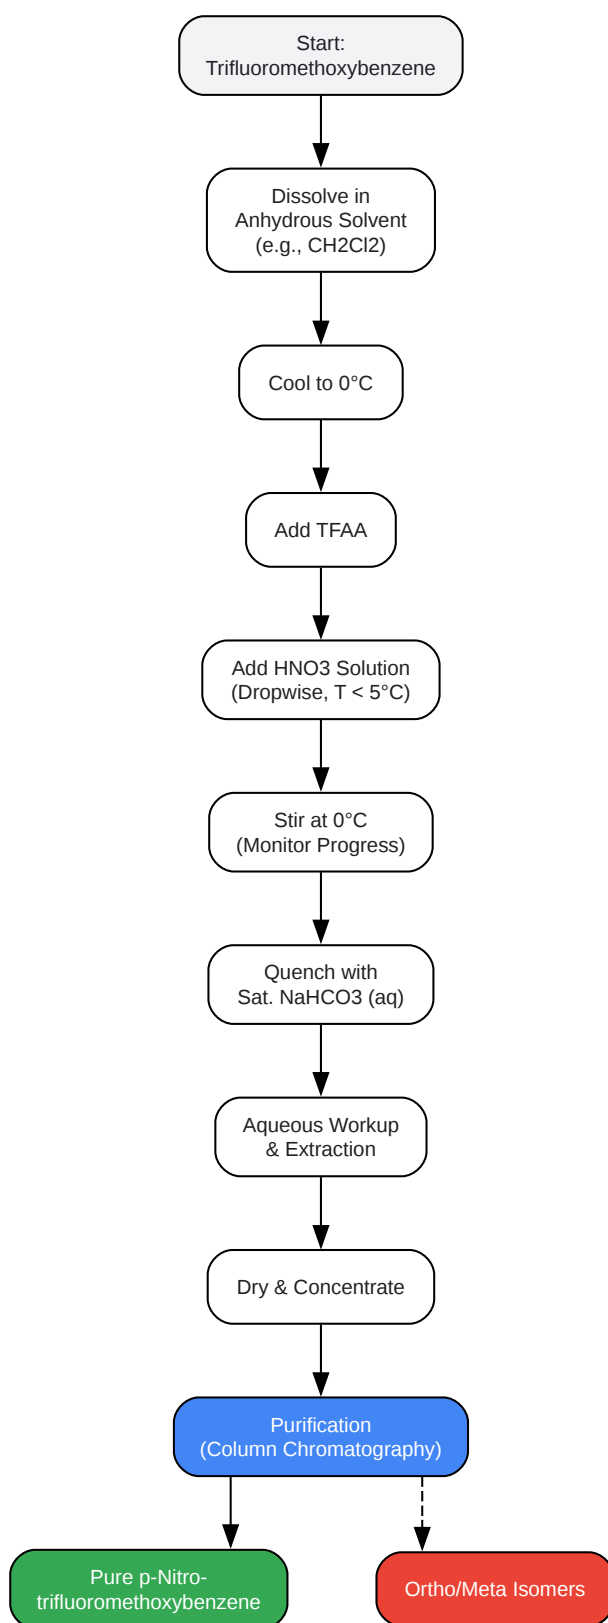 Start:
Trifluoromethoxybenzene
Dissolve in
Anhydrous Solvent
(e.g., CH2Cl2)
Cool to 0°C
Add TFAA
Add HNO3 Solution
(Dropwise, T < 5°C)
Stir at 0°C
(Monitor Progress)
Quench with
Sat. NaHCO3 (aq)
Aqueous Workup
& Extraction
Dry & Concentrate
Purification
(Column Chromatography)
Pure p-Nitro-
trifluoromethoxybenzene
Ortho/Meta Isomers